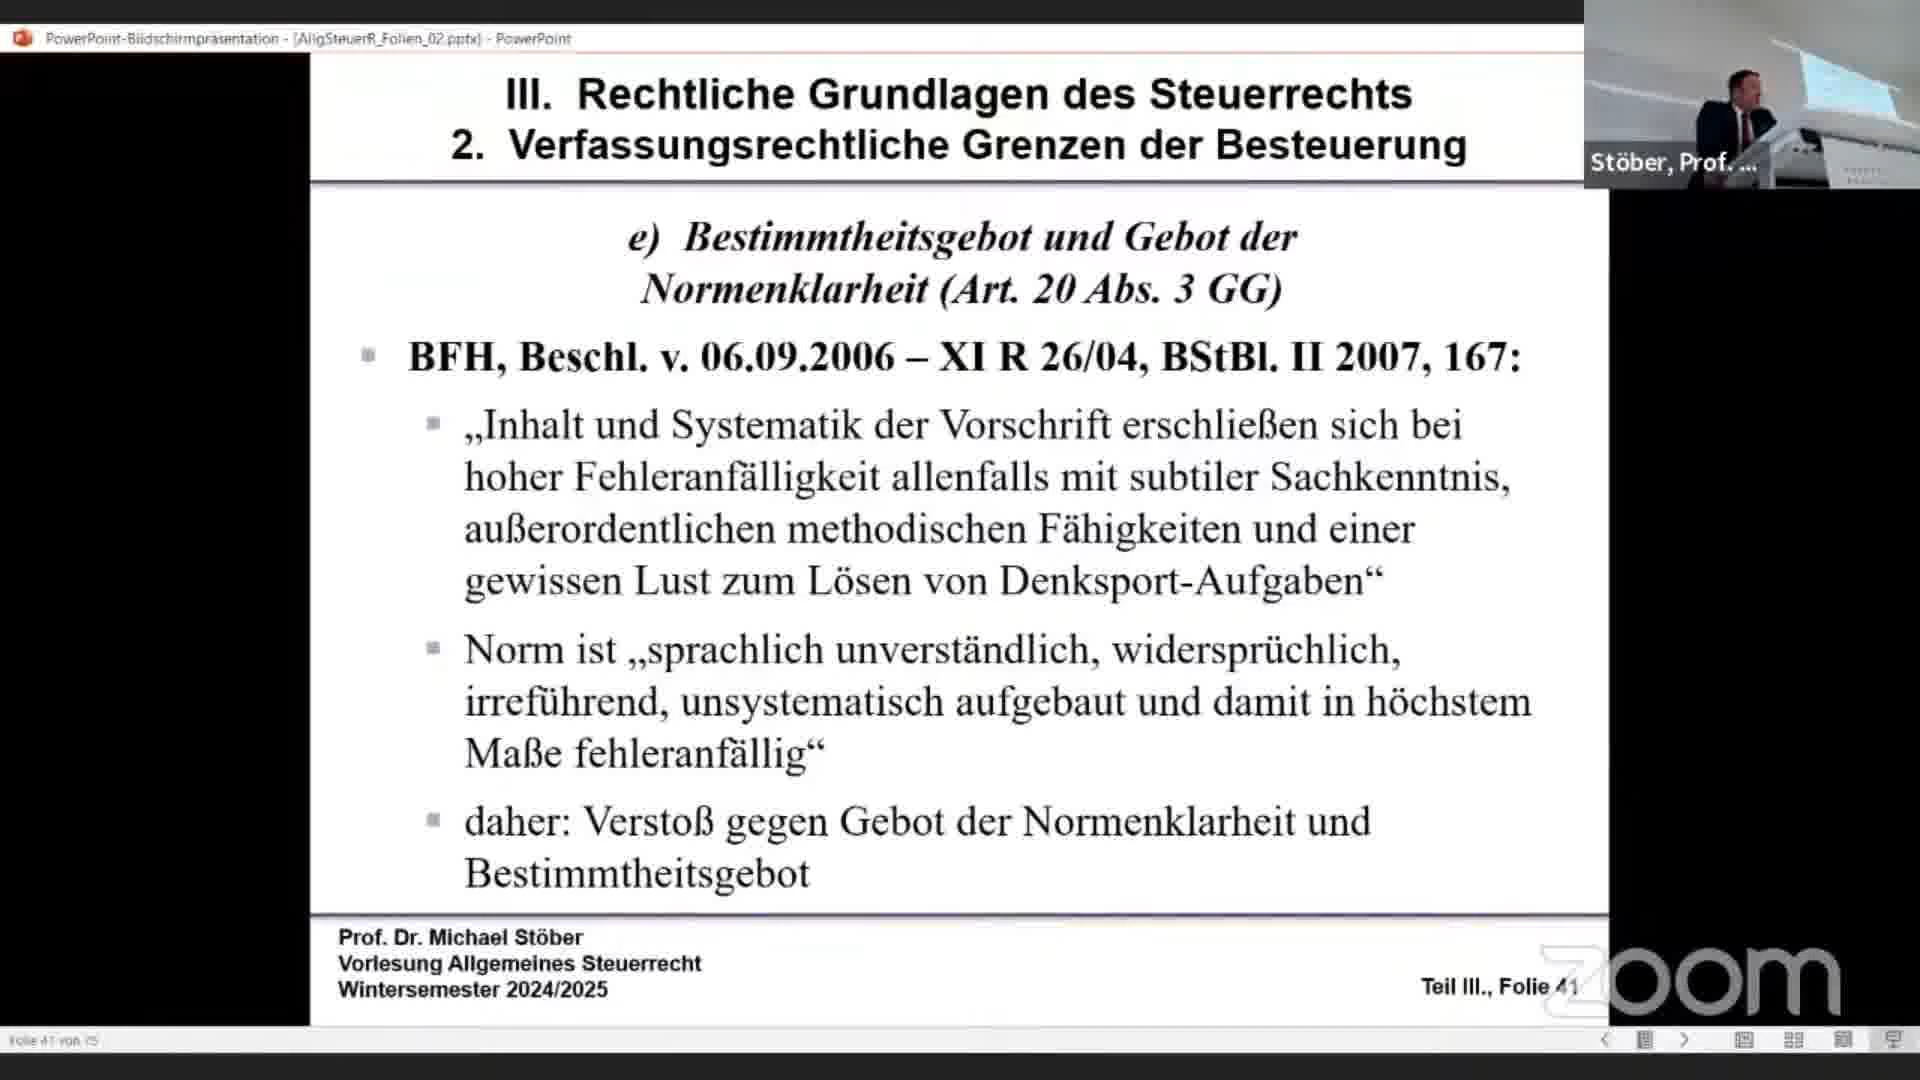 PowerPoint-Bildschirmpräsentation - [AllgSteuerR_Folien_02.pptx] - PowerPoint
Stöber, Prof. ...
III. Rechtliche Grundlagen des Steuerrechts
2. Verfassungsrechtliche Grenzen der Besteuerung
e) Bestimmtheitsgebot und Gebot der
Normenklarheit (Art. 20 Abs. 3 GG)
BFH, Beschl. v. 06.09.2006 – XI R 26/04, BStBl. II 2007, 167:
„Inhalt und Systematik der Vorschrift erschließen sich bei
hoher Fehleranfälligkeit allenfalls mit subtiler Sachkenntnis,
außerordentlichen methodischen Fähigkeiten und einer
gewissen Lust zum Lösen von Denksport-Aufgaben“
Norm ist „sprachlich unverständlich, widersprüchlich,
irreführend, unsystematisch aufgebaut und damit in höchstem
Maße fehleranfällig“
daher: Verstoß gegen Gebot der Normenklarheit und
Bestimmtheitsgebot
Prof. Dr. Michael Stöber
Vorlesung Allgemeines Steuerrecht
Wintersemester 2024/2025
Teil III., Folie 41
zoom
Folie 41 von 75